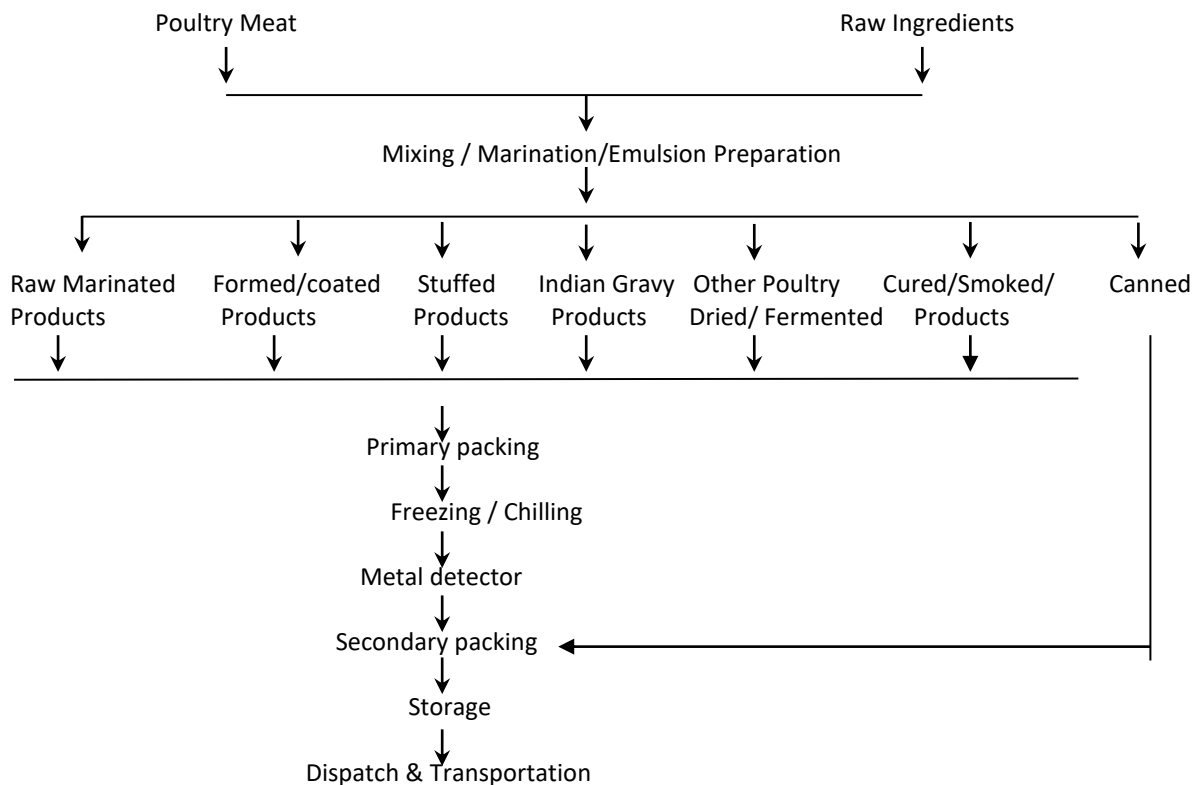 Poultry Meat Raw Ingredients
Mixing / Marination/Emulsion Preparation
Raw Marinated Formed/coated Stuffed Indian Gravy Other Poultry Cured/Smoked/ Canned
Products Products Products Products Dried/ Fermented Products
Primary packing
Freezing / Chilling
Metal detector
Secondary packing
Storage
Dispatch & Transportation